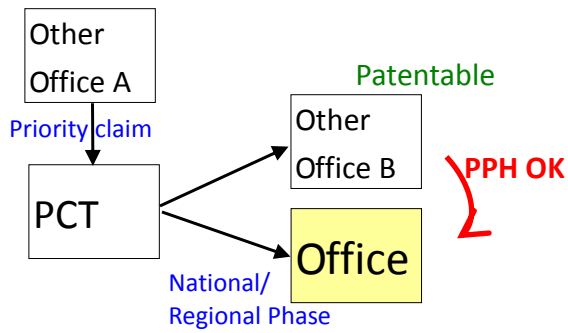 Other
Office A
Patentable
Priority claim
Other
Office B
PPH OK
PCT
Office
National/
Regional Phase